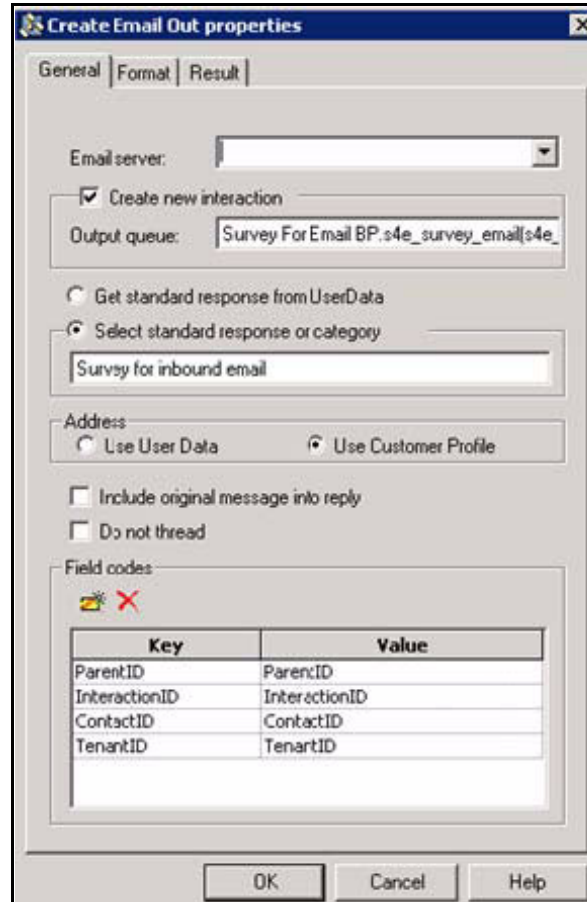 Create Email Out properties
General Format Result
Email server:
Create new interaction
Output queue: Survey For Email BP.s4e_survey_email(s4e_
Get standard response from UserData
Select standard response or category
Survey for inbound email
Address
Use User Data Use Customer Profile
Include original message into reply
Do not thread
Field codes
Key Value
ParentID ParentID
InteractionID InteractionID
ContactID ContactID
TenantID TenantID
OK Cancel Help